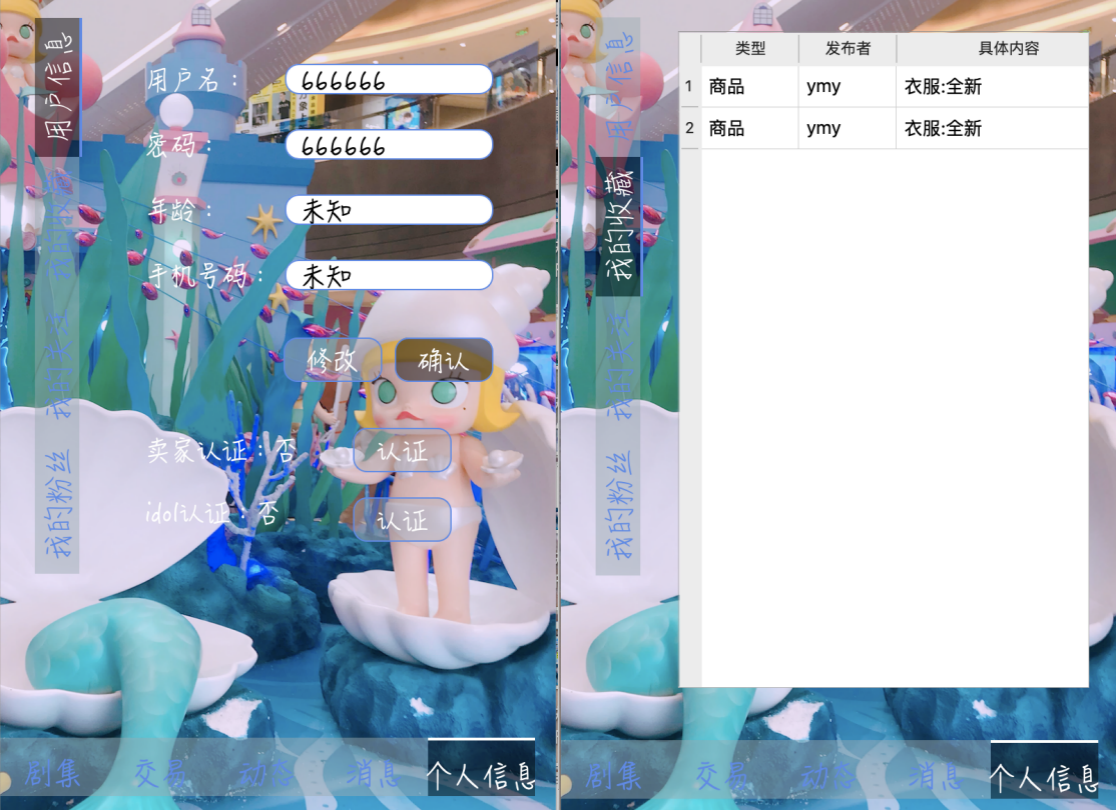 用户信息
我的收藏
我的关注
我的粉丝
用户名：
666666
密码：
666666
年龄：
未知
手机号码：
未知
修改
确认
卖家认证：否
认证
idol认证：否
认证
剧集
交易
动态
消息
个人信息
用户信息
我的收藏
我的关注
我的粉丝
类型 发布者 具体内容
1 商品 ymy 衣服:全新
2 商品 ymy 衣服:全新
剧集
交易
动态
消息
个人信息